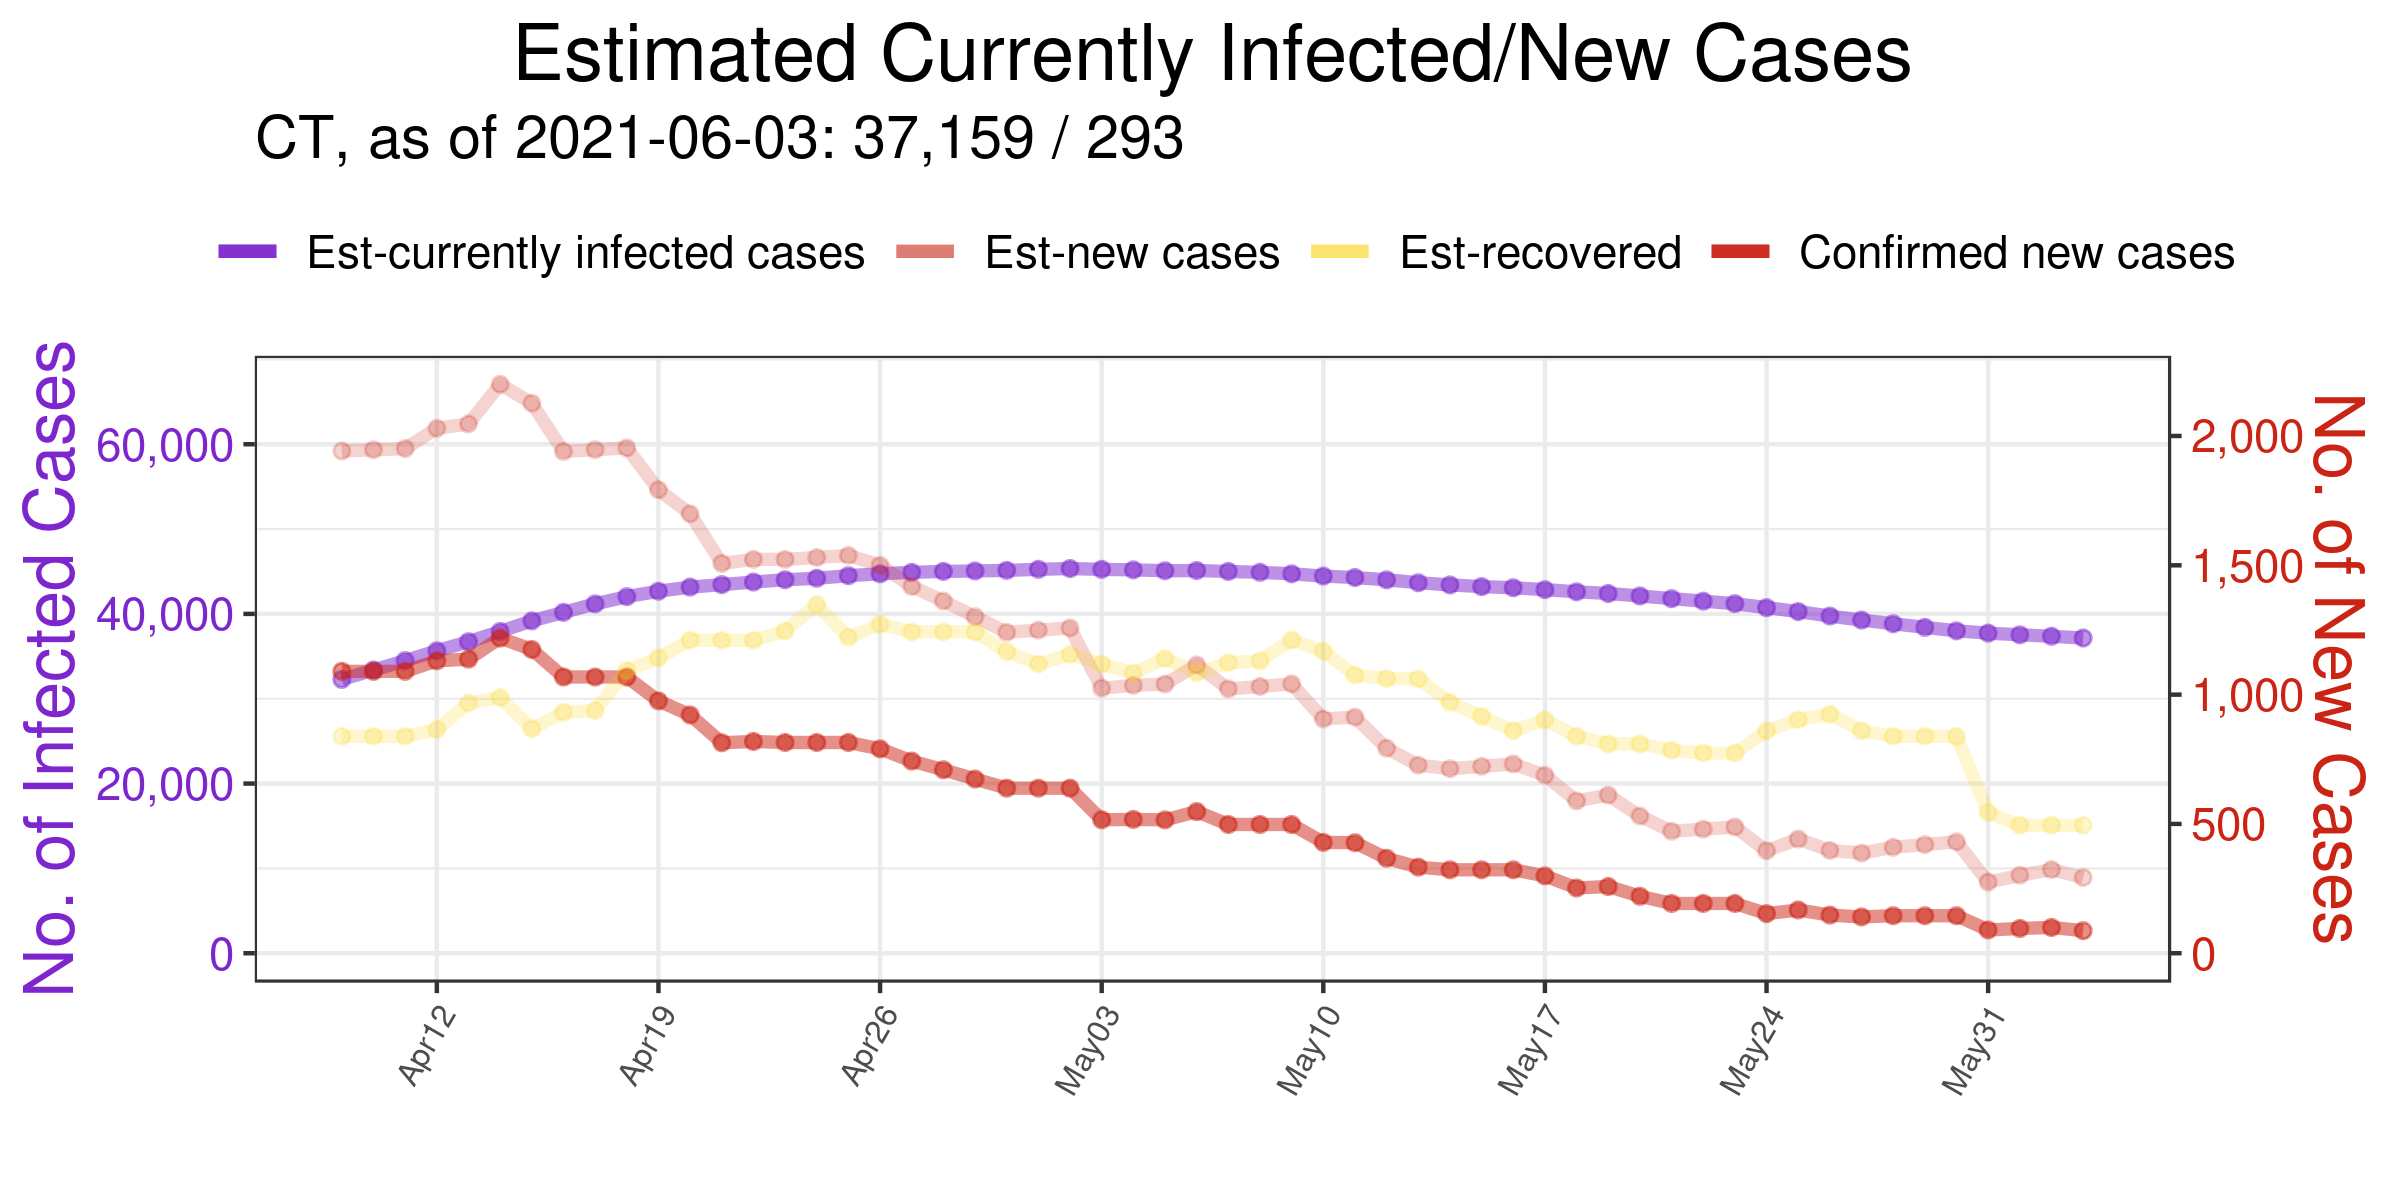 Estimated Currently Infected/New Cases
CT, as of 2021-06-03: 37,159 / 293
Est-currently infected cases Est-new cases Est-recovered Confirmed new cases
No. of Infected Cases
60,000
40,000
20,000
0
2,000
1,500
1,000
500
0
No. of New Cases
Apr12 Apr19 Apr26 May03 May10 May17 May24 May31